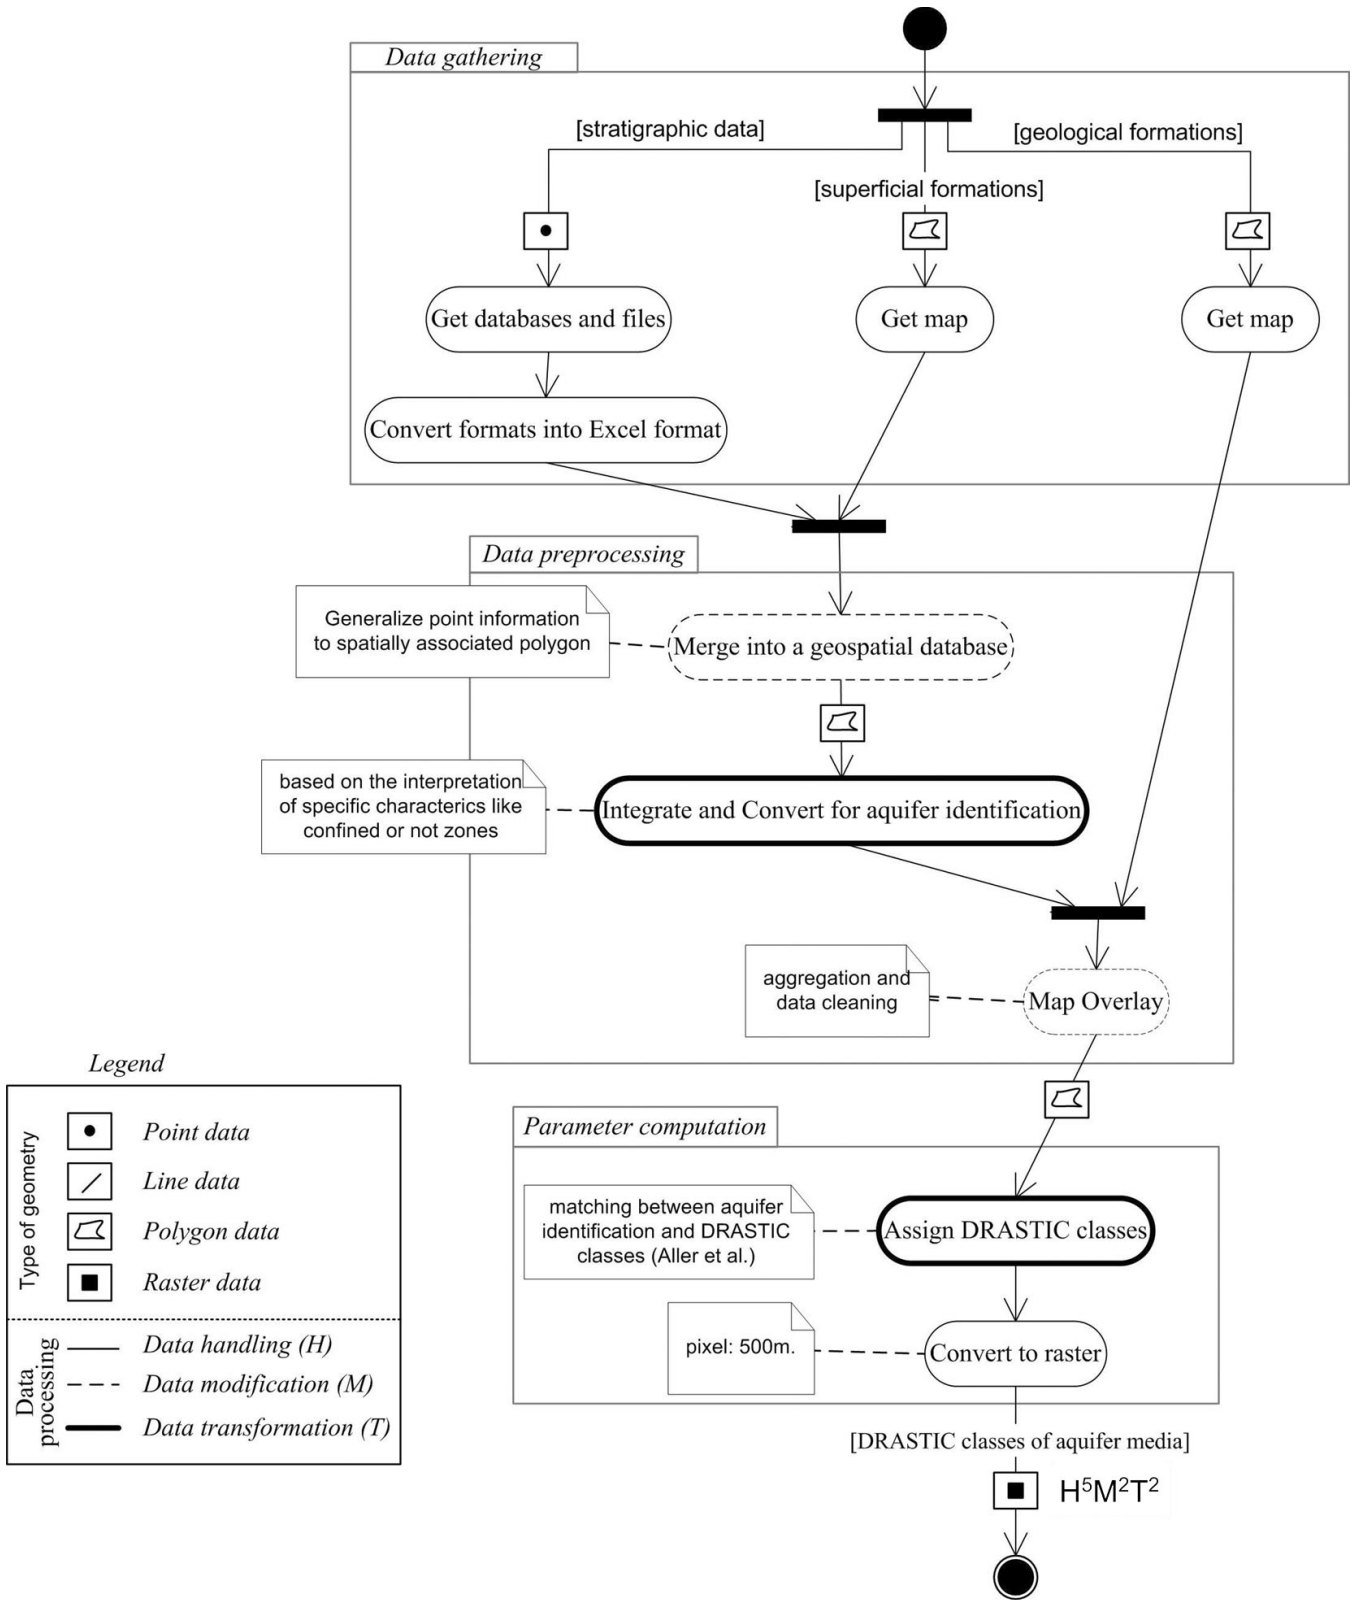 Data gathering
[stratigraphic data]
[geological formations]
[superficial formations]
Get databases and files
Get map
Get map
Convert formats into Excel format
Data preprocessing
Generalize point information
to spatially associated polygon
Merge into a geospatial database
based on the interpretation
of specific characterics like
confined or not zones
Integrate and Convert for aquifer identification
aggregation and
data cleaning
Map Overlay
Parameter computation
matching between aquifer
identification and DRASTIC
classes (Aller et al.)
Assign DRASTIC classes
pixel: 500m.
Convert to raster
[DRASTIC classes of aquifer media]
H⁵M²T²
Legend
Type of geometry
Point data
Line data
Polygon data
Raster data
Data
processing
Data handling (H)
Data modification (M)
Data transformation (T)